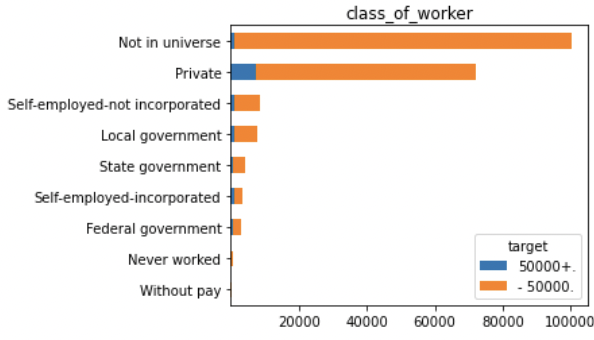 class_of_worker
Not in universe
Private
Self-employed-not incorporated
Local government
State government
Self-employed-incorporated
Federal government
Never worked
Without pay
target
50000+.
- 50000.
20000 40000 60000 80000 100000